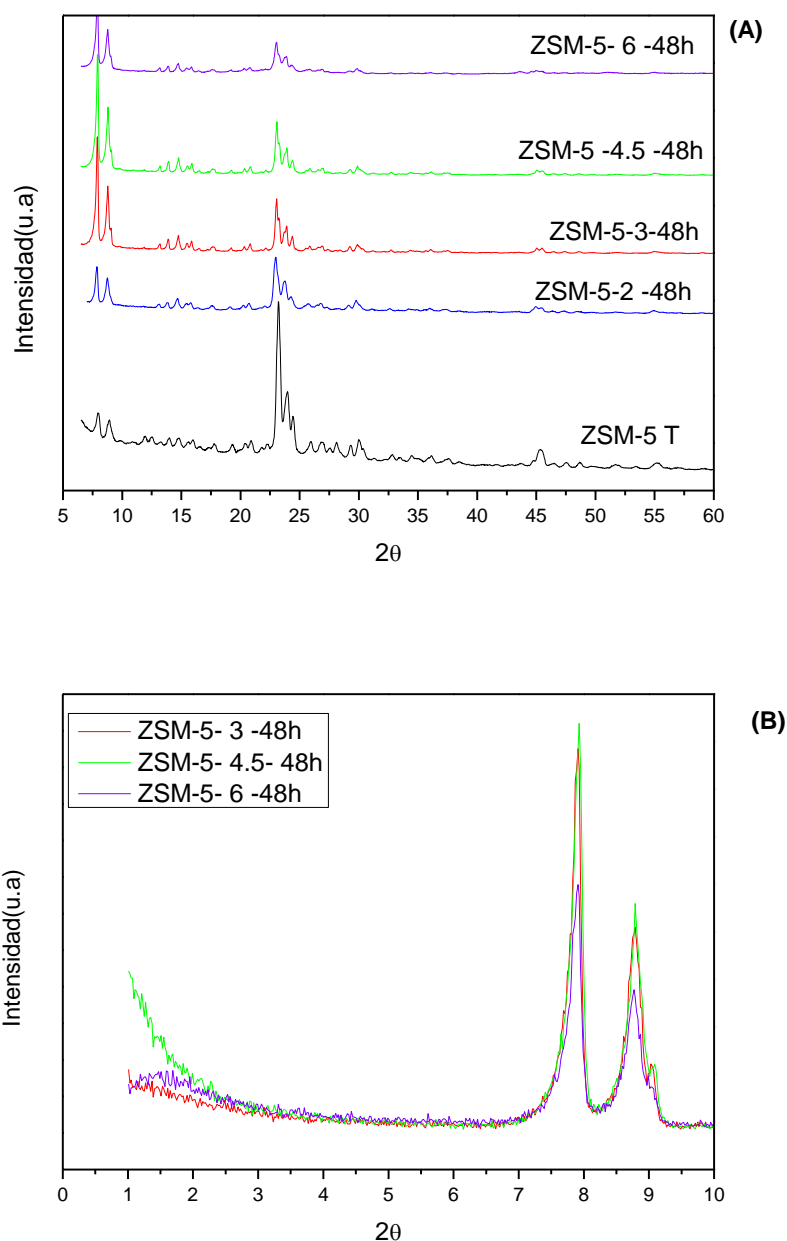 (A)
ZSM-5- 6 -48h
ZSM-5 -4.5 -48h
ZSM-5-3-48h
ZSM-5-2 -48h
ZSM-5 T
Intensidad(u.a)
5 10 15 20 25 30 35 40 45 50 55 60
2θ
(B)
ZSM-5- 3 -48h
ZSM-5- 4.5- 48h
ZSM-5- 6 -48h
Intensidad(u.a)
0 1 2 3 4 5 6 7 8 9 10
2θ